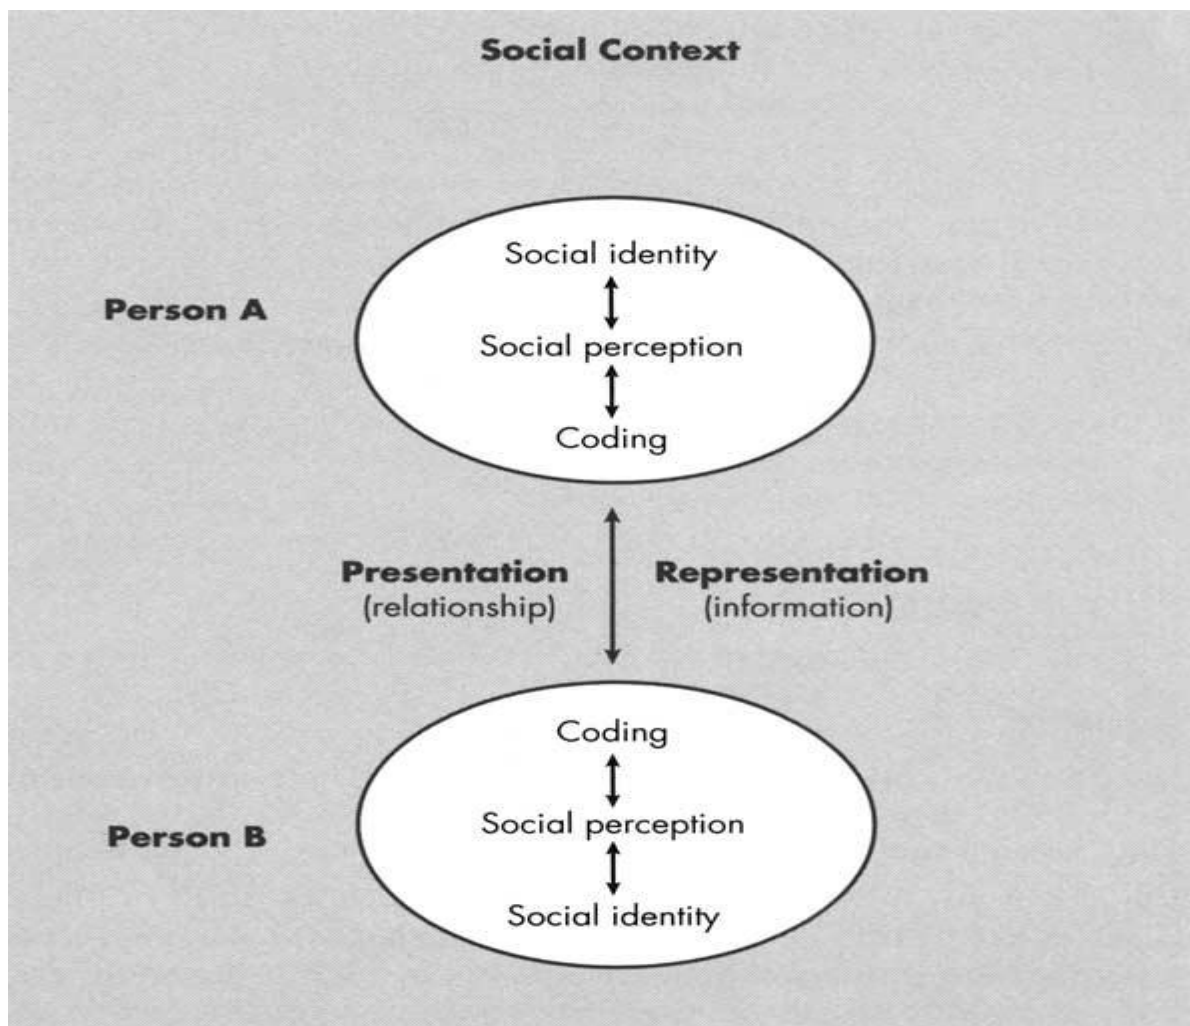 Social Context
Person A
Social identity
Social perception
Coding
Presentation
(relationship)
Representation
(information)
Person B
Coding
Social perception
Social identity